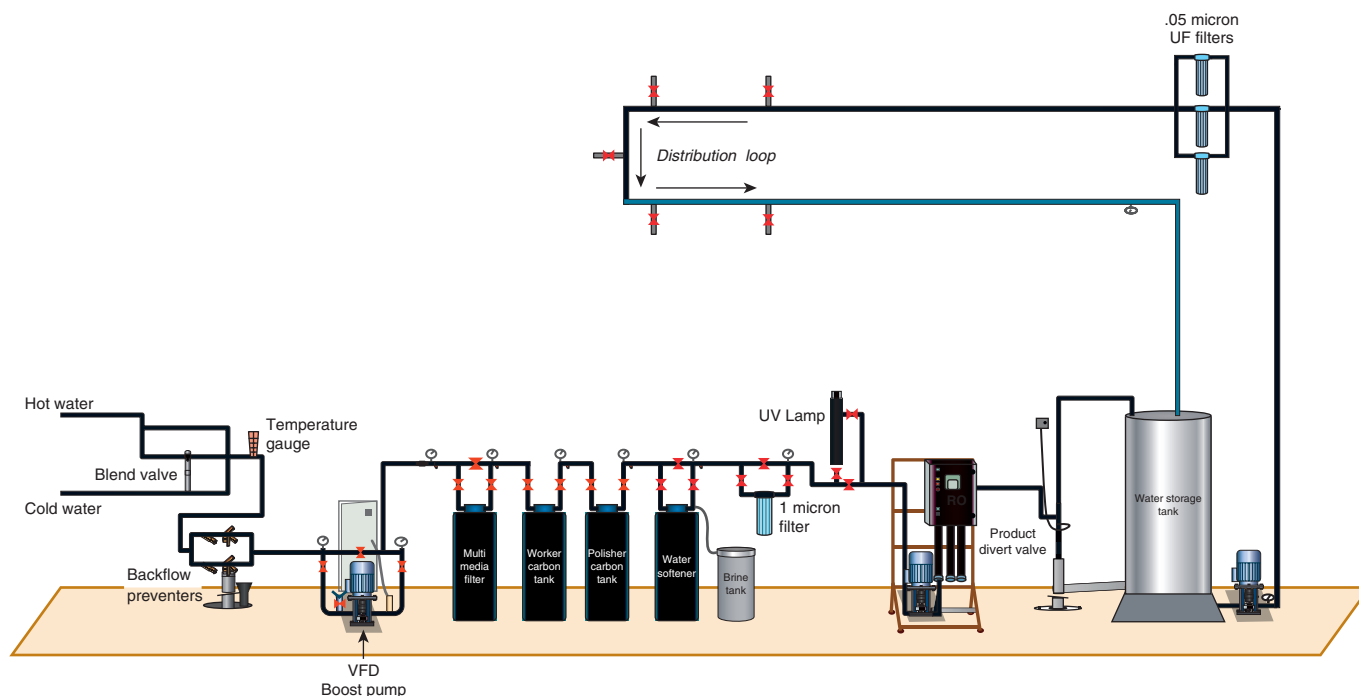 .05 micron
UF filters
Distribution loop
Hot water
Temperature
gauge
Blend valve
Cold water
Backflow
preventers
VFD
Boost pump
Multi
media
filter
Worker
carbon
tank
Polisher
carbon
tank
Water
softener
Brine
tank
1 micron
filter
UV Lamp
RO
Product
divert valve
Water storage
tank